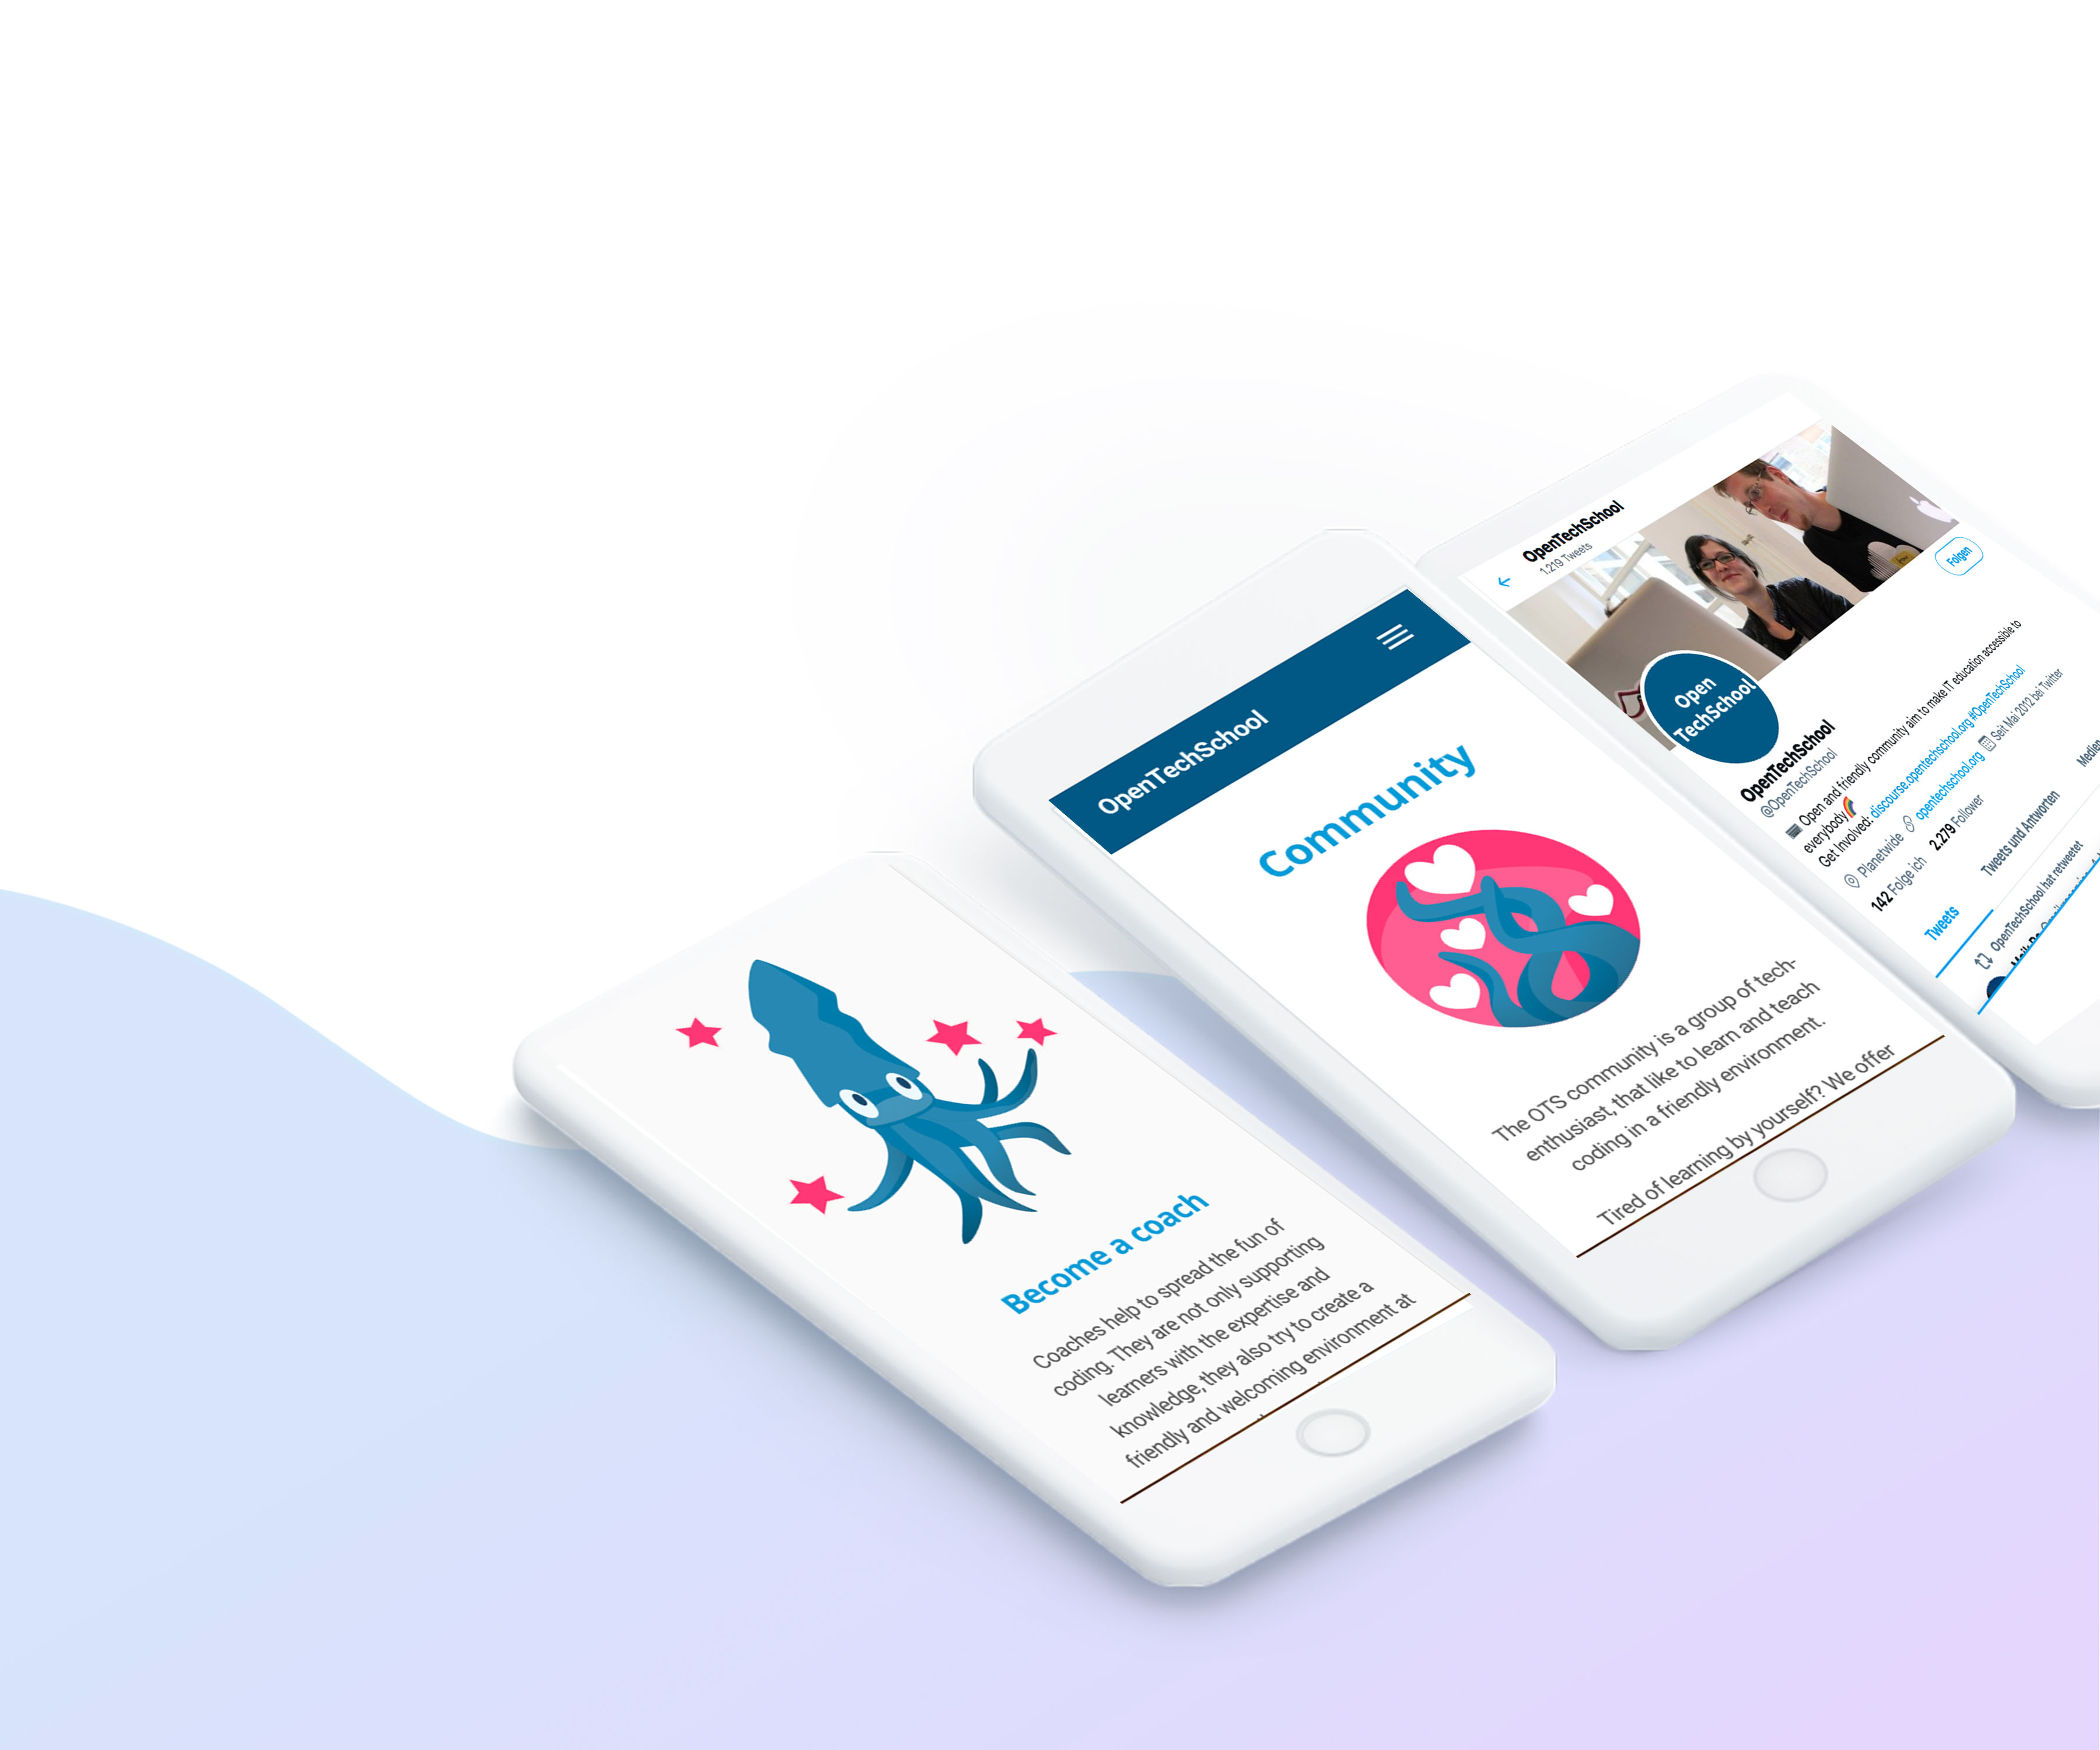 Become a coach
Coaches help to spread the fun of
coding. They are not only supporting
learners with the expertise and
knowledge, they also try to create a
friendly and welcoming environment at
OpenTechSchool
Community
The OTS community is a group of tech-
enthusiast, that like to learn and teach
coding in a friendly environment.
Tired of learning by yourself? We offer
OpenTechSchool
1.219 Tweets
Open
TechSchool
Folgen
OpenTechSchool
@OpenTechSchool
Open and friendly community aim to make IT education accessible to
everybody🌈
Get Involved: discourse.opentechschool.org #OpenTechSchool
Planetwide opentechschool.org Seit Mai 2012 bei Twitter
142 Folge ich 2.279 Follower
Tweets Tweets und Antworten Medien
OpenTechSchool hat retweetet